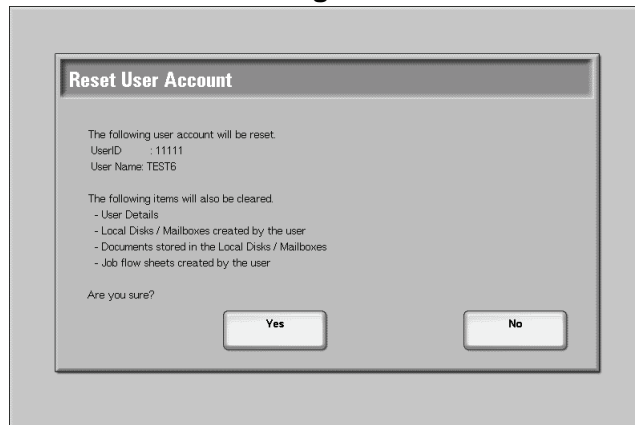 Reset User Account
The following user account will be reset.
UserID : 11111
User Name: TEST6
The following items will also be cleared.
- User Details
- Local Disks / Mailboxes created by the user
- Documents stored in the Local Disks / Mailboxes
- Job flow sheets created by the user
Are you sure?
Yes
No